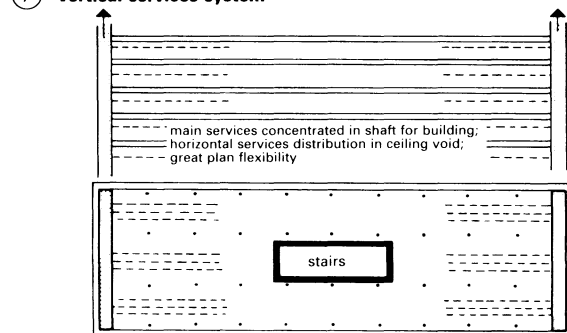 Vertical services system
main services concentrated in shaft for building;
horizontal services distribution in ceiling void;
great plan flexibility
stairs